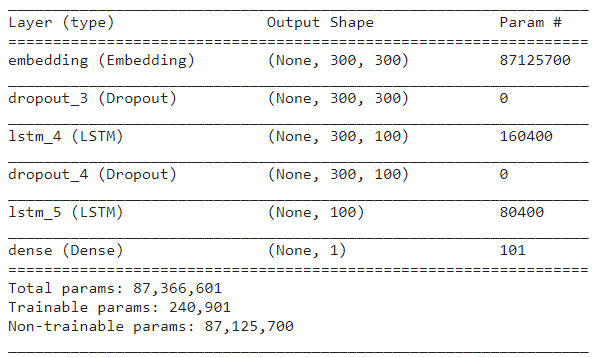 Layer (type) Output Shape Param #
embedding (Embedding) (None, 300, 300) 87125700
dropout_3 (Dropout) (None, 300, 300) 0
lstm_4 (LSTM) (None, 300, 100) 160400
dropout_4 (Dropout) (None, 300, 100) 0
lstm_5 (LSTM) (None, 100) 80400
dense (Dense) (None, 1) 101
Total params: 87,366,601
Trainable params: 240,901
Non-trainable params: 87,125,700